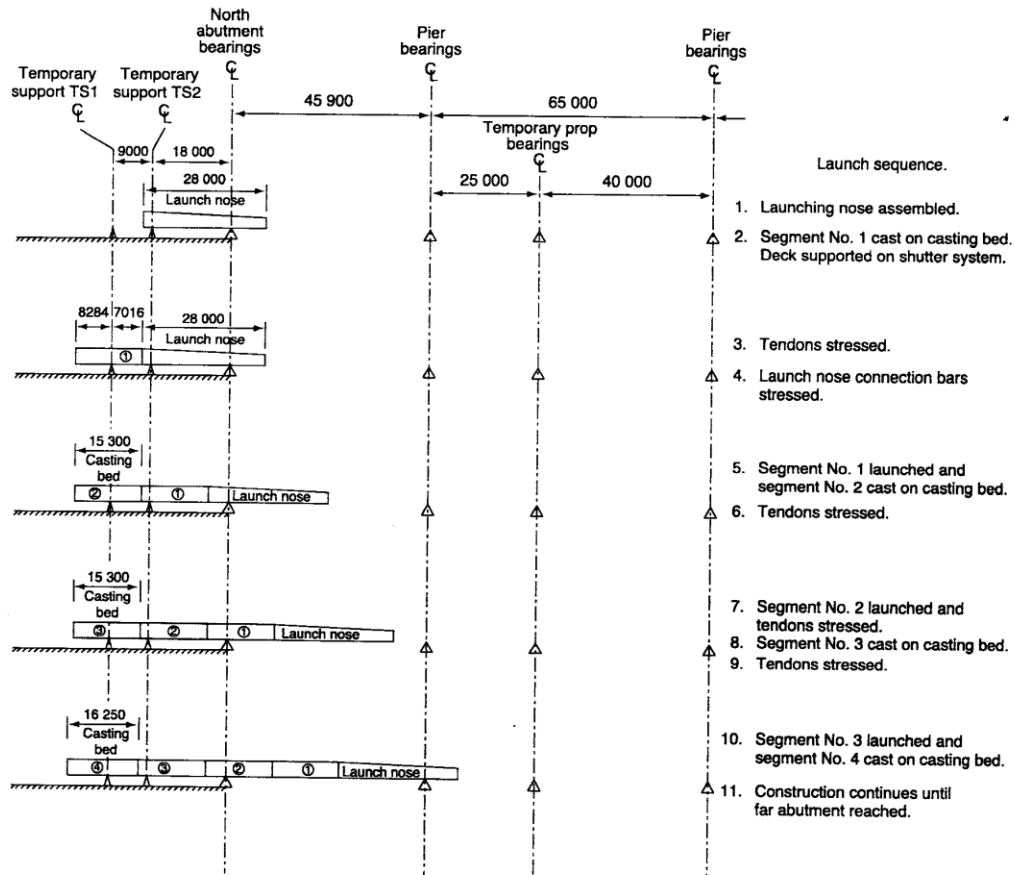 North
abutment
bearings
℄
Pier
bearings
℄
Pier
bearings
℄
Temporary
support TS1
℄
Temporary
support TS2
℄
45 900
65 000
Temporary prop
bearings
℄
9000
18 000
28 000
Launch nose
25 000
40 000
Launch sequence.
1. Launching nose assembled.
2. Segment No. 1 cast on casting bed.
Deck supported on shutter system.
8284
7016
28 000
Launch nose
①
3. Tendons stressed.
4. Launch nose connection bars
stressed.
15 300
Casting
bed
②
①
Launch nose
5. Segment No. 1 launched and
segment No. 2 cast on casting bed.
6. Tendons stressed.
15 300
Casting
bed
③
②
①
Launch nose
7. Segment No. 2 launched and
tendons stressed.
8. Segment No. 3 cast on casting bed.
9. Tendons stressed.
16 250
Casting
bed
④
③
②
①
Launch nose
10. Segment No. 3 launched and
segment No. 4 cast on casting bed.
11. Construction continues until
far abutment reached.